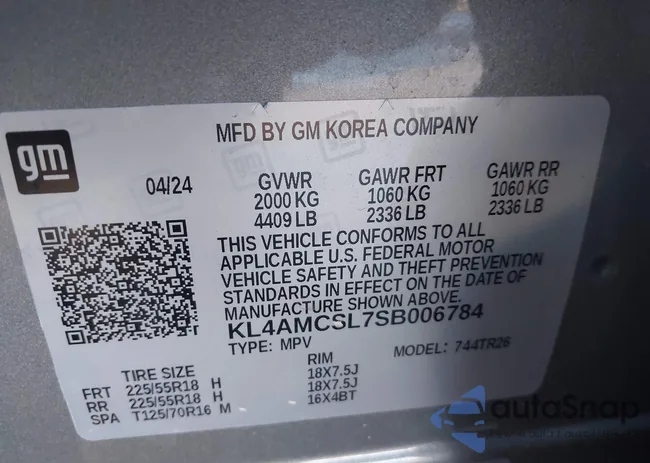 gm
MFD BY GM KOREA COMPANY
04/24 GVWR GAWR FRT GAWR RR
2000 KG 1060 KG 1060 KG
4409 LB 2336 LB 2336 LB
THIS VEHICLE CONFORMS TO ALL
APPLICABLE U.S. FEDERAL MOTOR
VEHICLE SAFETY AND THEFT PREVENTION
STANDARDS IN EFFECT ON THE DATE OF
MANUFACTURE SHOWN ABOVE.
KL4AMCSL7SB006784
TYPE: MPV MODEL: 744TR26
TIRE SIZE RIM
FRT 225/55R18 H 18X7.5J
RR 225/55R18 H 18X7.5J
SPA T125/70R16 M 16X4BT
autoSnap